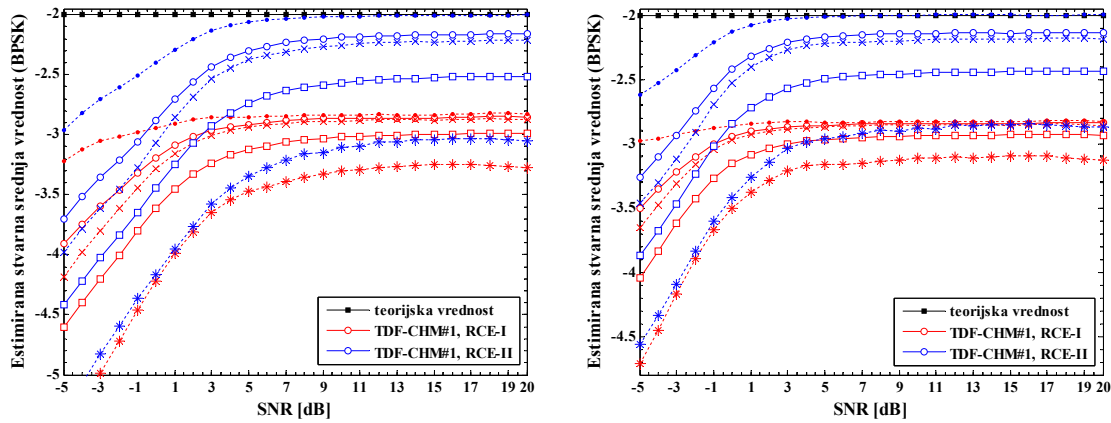 Estimirana stvarna srednja vrednost (BPSK)
-2
-2,5
-3
-3,5
-4
-4,5
-5
-5 -3 -1 1 3 5 7 9 11 13 15 17 19 20
SNR [dB]
teorijska vrednost
TDF-CHM#1, RCE-I
TDF-CHM#1, RCE-II
Estimirana stvarna srednja vrednost (BPSK)
-2
-2,5
-3
-3,5
-4
-4,5
-5 -3 -1 1 3 5 7 9 11 13 15 17 19 20
SNR [dB]
teorijska vrednost
TDF-CHM#1, RCE-I
TDF-CHM#1, RCE-II